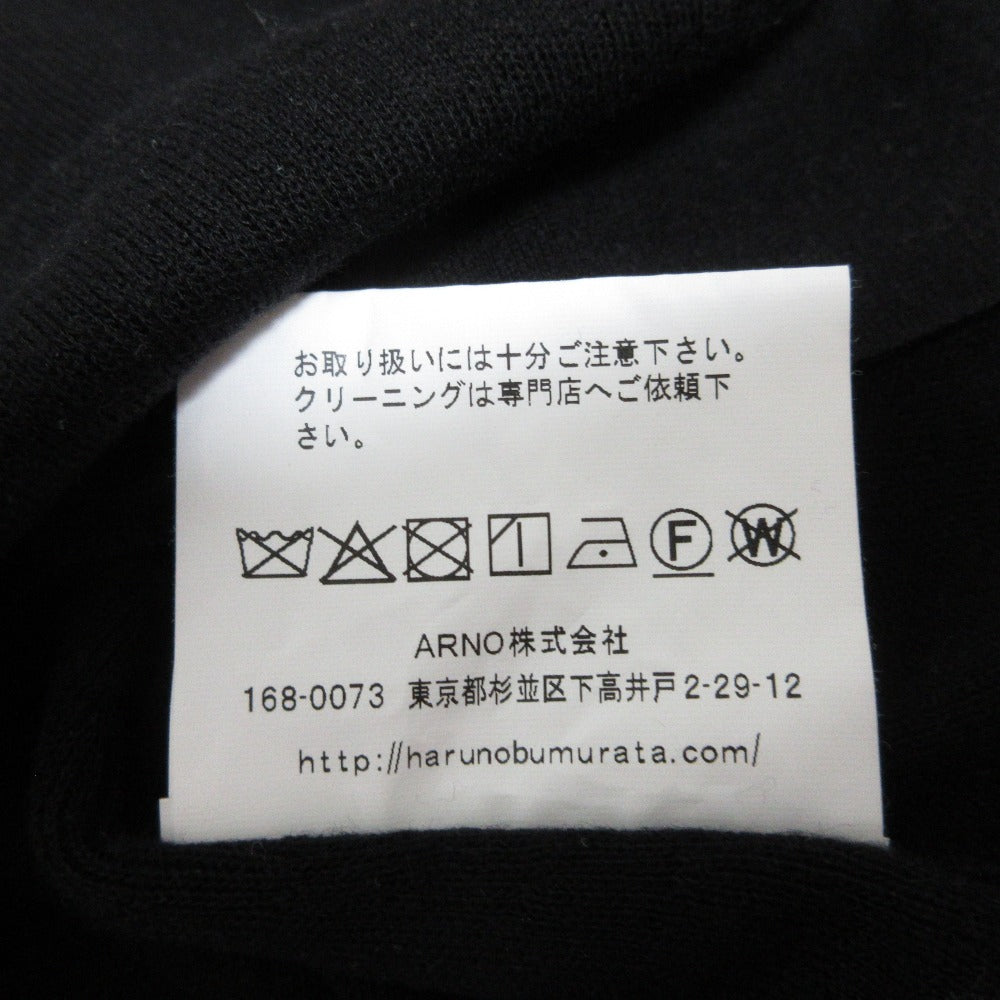 お取り扱いには十分ご注意下さい。
クリーニングは専門店へご依頼下
さい。
F W
ARNO株式会社
168-0073 東京都杉並区下高井戸2-29-12
http://harunobumurata.com/